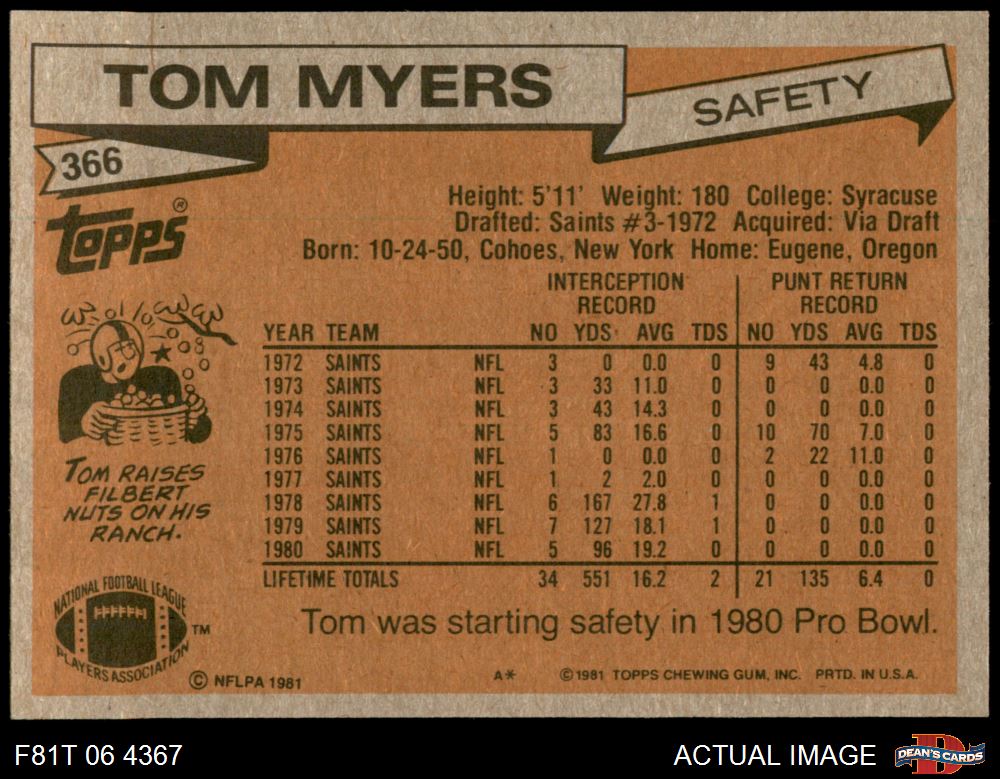 TOM MYERS
SAFETY
366
topps®
Height: 5'11' Weight: 180 College: Syracuse
Drafted: Saints #3-1972 Acquired: Via Draft
Born: 10-24-50, Cohoes, New York Home: Eugene, Oregon
INTERCEPTION RECORD PUNT RETURN RECORD
YEAR TEAM NO YDS AVG TDS NO YDS AVG TDS
1972 SAINTS NFL 3 0 0.0 0 9 43 4.8 0
1973 SAINTS NFL 3 33 11.0 0 0 0 0.0 0
1974 SAINTS NFL 3 43 14.3 0 0 0 0.0 0
1975 SAINTS NFL 5 83 16.6 0 10 70 7.0 0
1976 SAINTS NFL 1 0 0.0 0 2 22 11.0 0
1977 SAINTS NFL 1 2 2.0 0 0 0 0.0 0
1978 SAINTS NFL 6 167 27.8 1 0 0 0.0 0
1979 SAINTS NFL 7 127 18.1 1 0 0 0.0 0
1980 SAINTS NFL 5 96 19.2 0 0 0 0.0 0
LIFETIME TOTALS 34 551 16.2 2 21 135 6.4 0
TOM RAISES
FILBERT
NUTS ON HIS
RANCH.
Tom was starting safety in 1980 Pro Bowl.
NATIONAL FOOTBALL LEAGUE
PLAYERS ASSOCIATION
TM
© NFLPA 1981
A* ©1981 TOPPS CHEWING GUM, INC. PRTD. IN U.S.A.
F81T 06 4367
ACTUAL IMAGE
D
DEAN'S CARDS